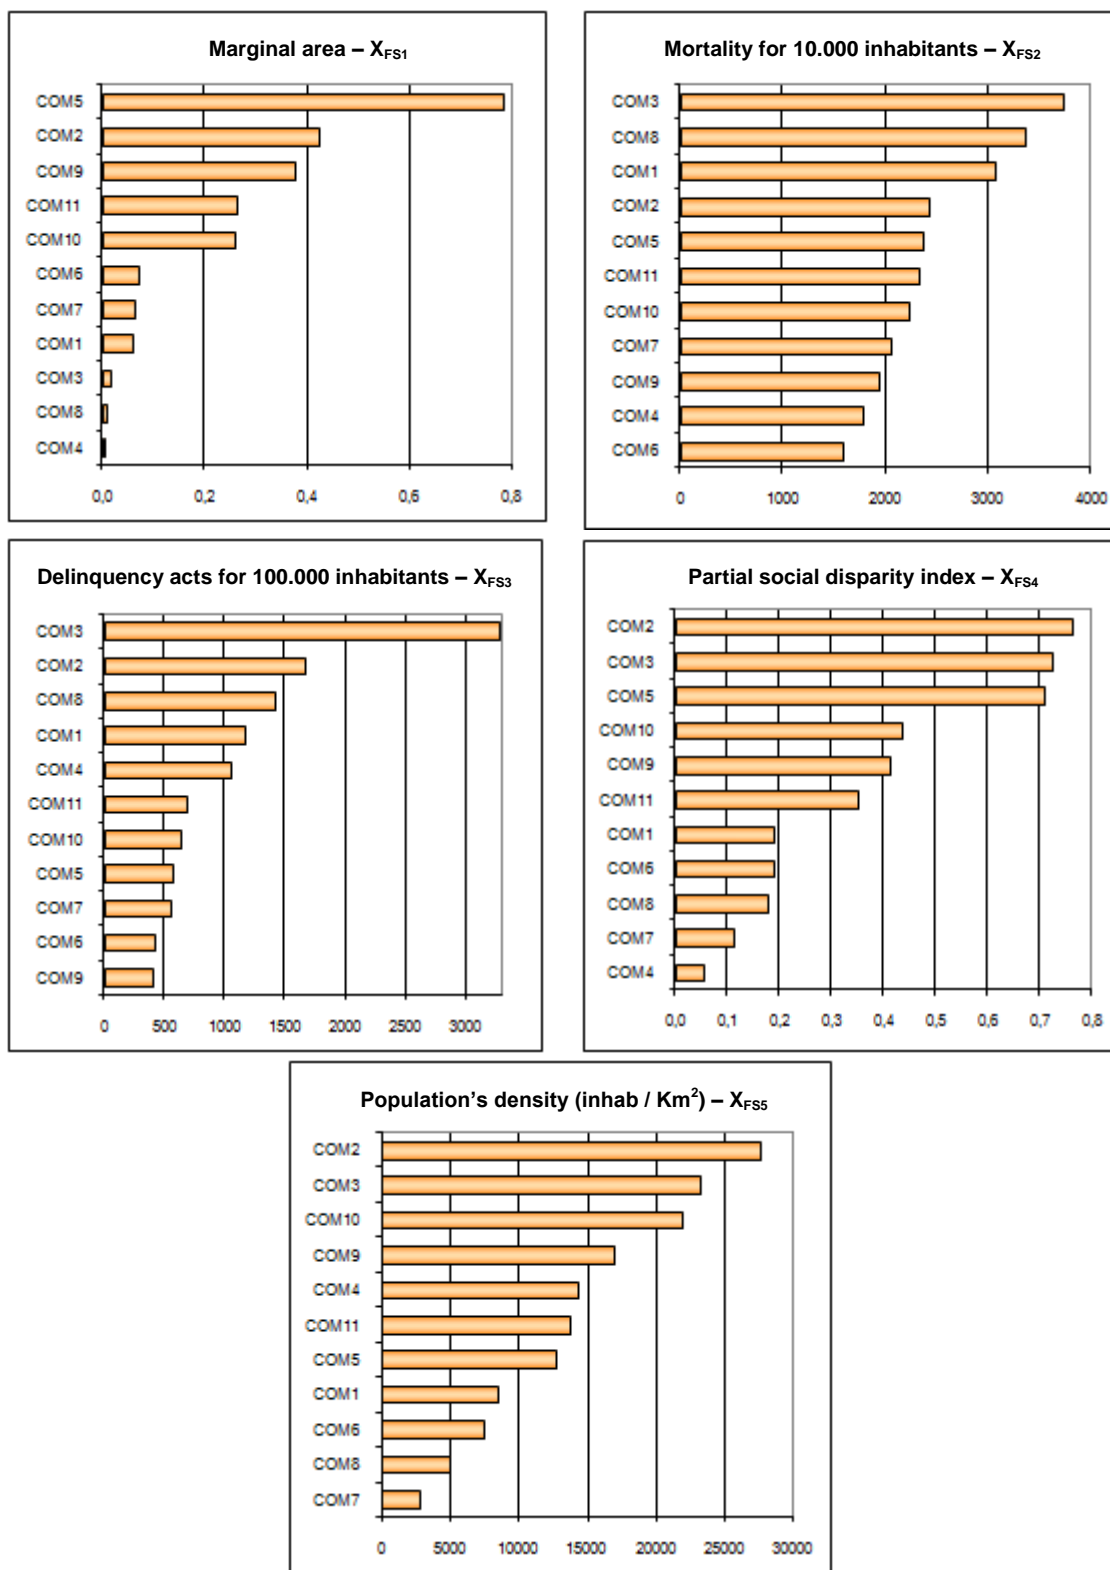 Marginal area – XFS1
COM5
COM2
COM9
COM11
COM10
COM6
COM7
COM1
COM3
COM8
COM4
0,0 0,2 0,4 0,6 0,8
Mortality for 10.000 inhabitants – XFS2
COM3
COM8
COM1
COM2
COM5
COM11
COM10
COM7
COM9
COM4
COM6
0 1000 2000 3000 4000
Delinquency acts for 100.000 inhabitants – XFS3
COM3
COM2
COM8
COM1
COM4
COM11
COM10
COM5
COM7
COM6
COM9
0 500 1000 1500 2000 2500 3000
Partial social disparity index – XFS4
COM2
COM3
COM5
COM10
COM9
COM11
COM1
COM6
COM8
COM7
COM4
0,0 0,1 0,2 0,3 0,4 0,5 0,6 0,7 0,8
Population's density (inhab / Km²) – XFS5
COM2
COM3
COM10
COM9
COM4
COM11
COM5
COM1
COM6
COM8
COM7
0 5000 10000 15000 20000 25000 30000